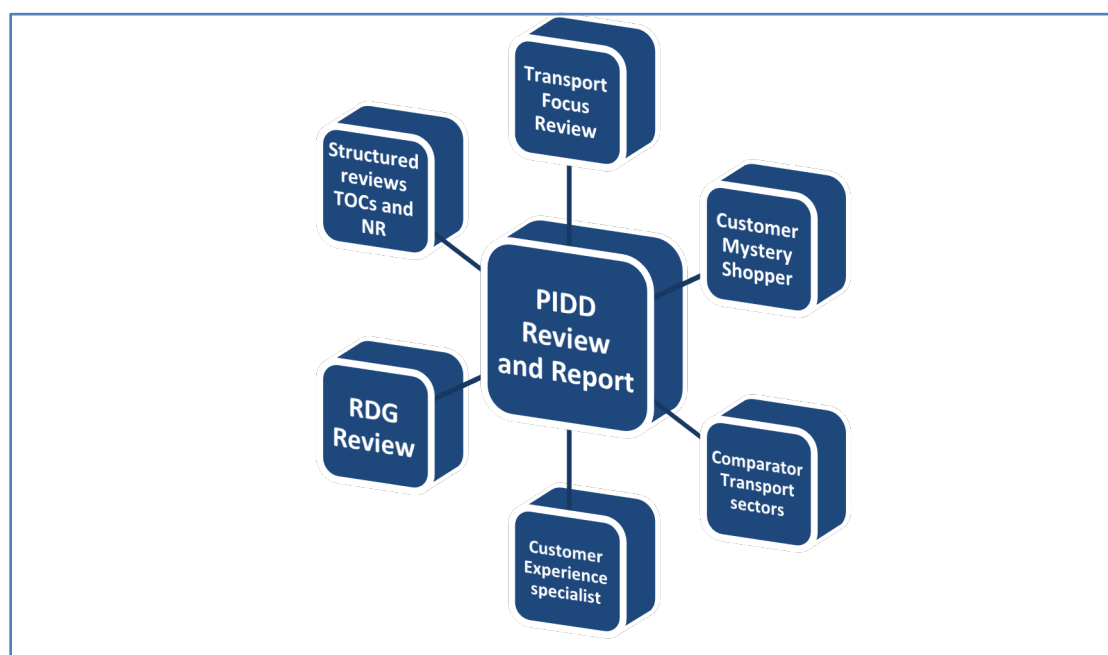 Transport
Focus
Review
Structured
reviews
TOCs and
NR
Customer
Mystery
Shopper
PIDD
Review
and Report
RDG
Review
Comparator
Transport
sectors
Customer
Experience
specialist